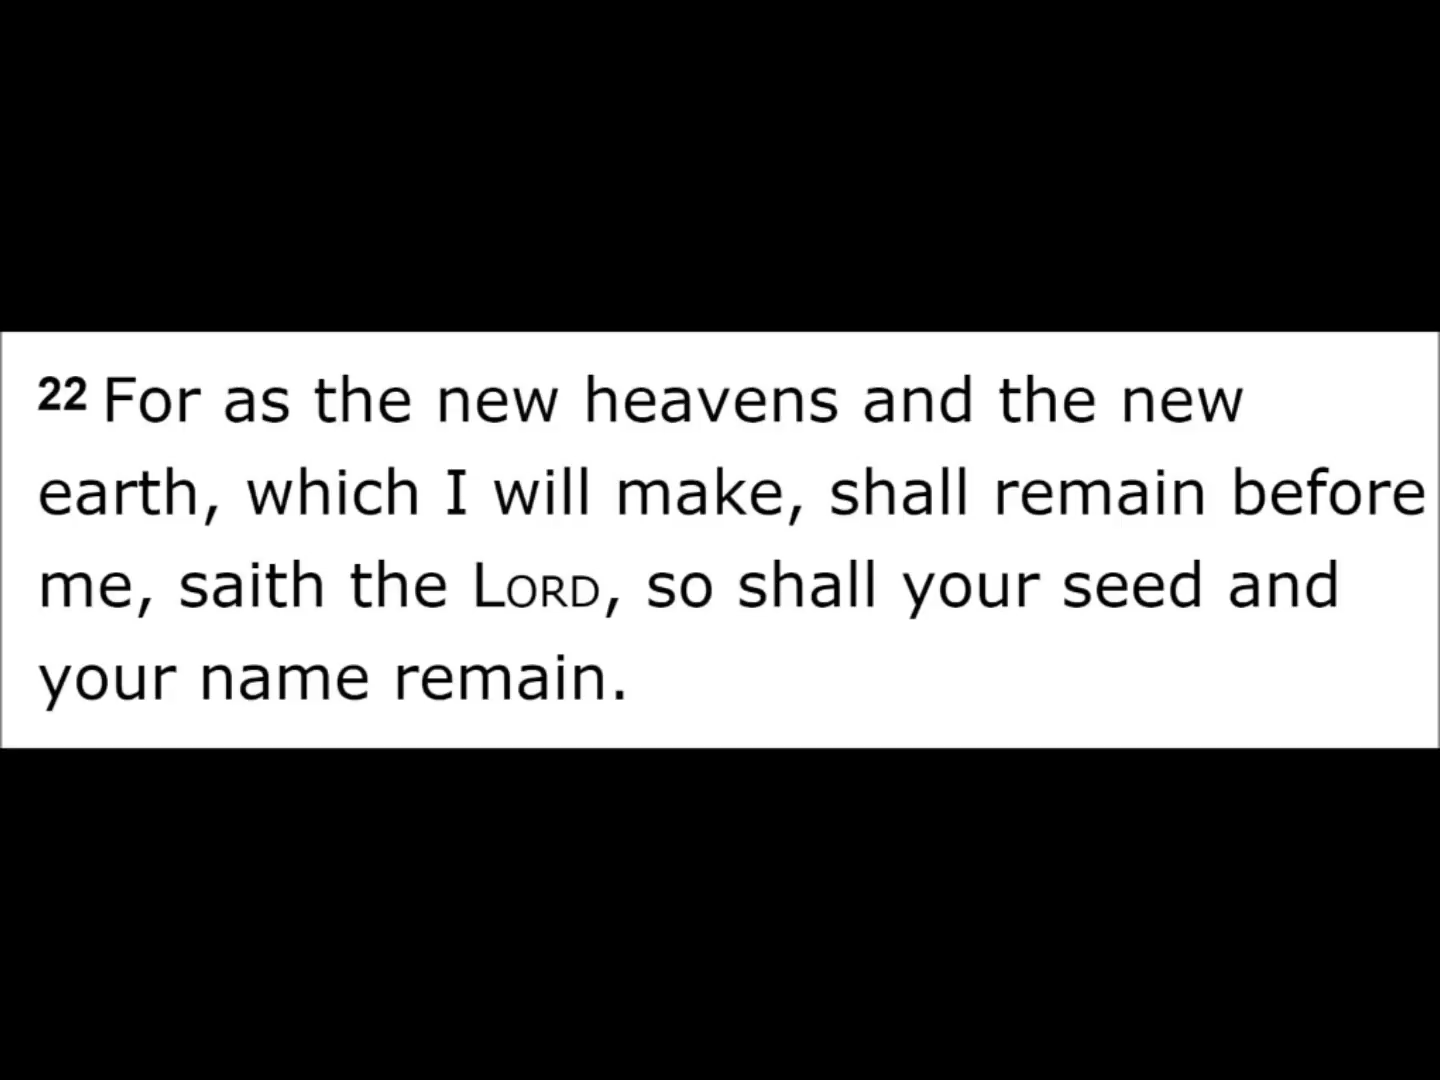 22 For as the new heavens and the new
earth, which I will make, shall remain before
me, saith the LORD, so shall your seed and
your name remain.